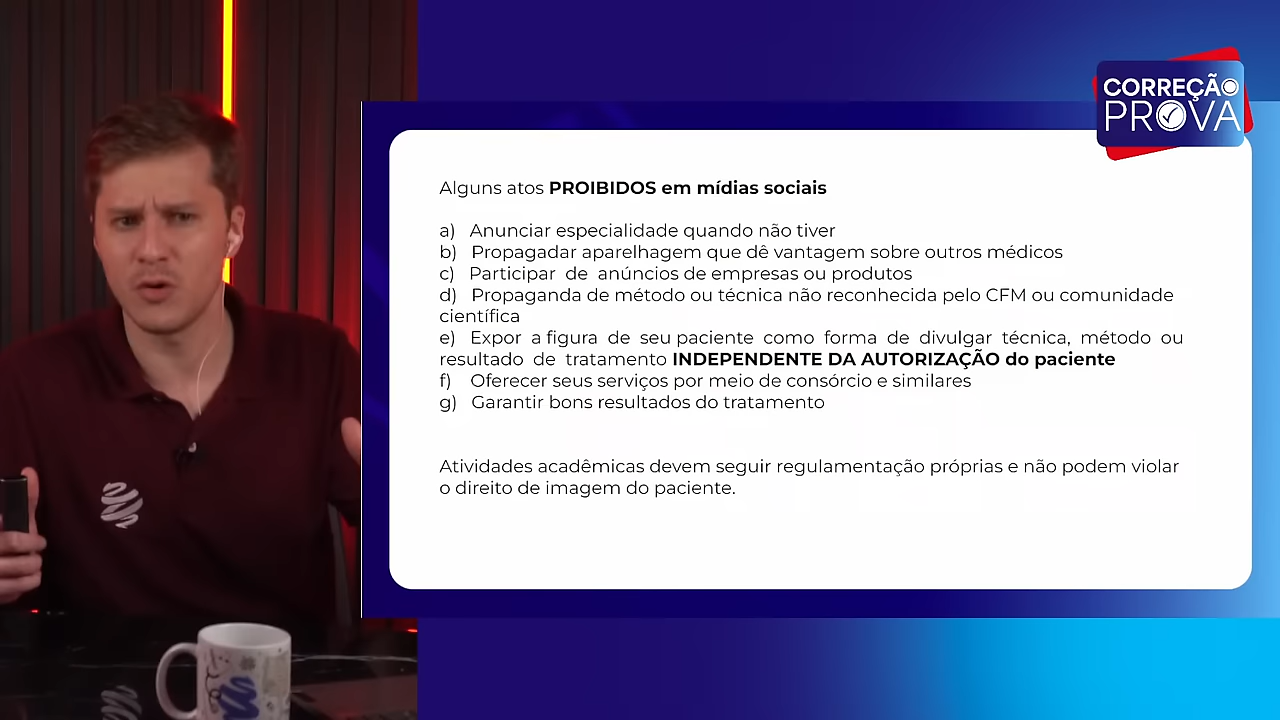 CORREÇÃO
PROVA
Alguns atos PROIBIDOS em mídias sociais
a) Anunciar especialidade quando não tiver
b) Propagadar aparelhagem que dê vantagem sobre outros médicos
c) Participar de anúncios de empresas ou produtos
d) Propaganda de método ou técnica não reconhecida pelo CFM ou comunidade
científica
e) Expor a figura de seu paciente como forma de divulgar técnica, método ou
resultado de tratamento INDEPENDENTE DA AUTORIZAÇÃO do paciente
f) Oferecer seus serviços por meio de consórcio e similares
g) Garantir bons resultados do tratamento
Atividades acadêmicas devem seguir regulamentação próprias e não podem violar
o direito de imagem do paciente.